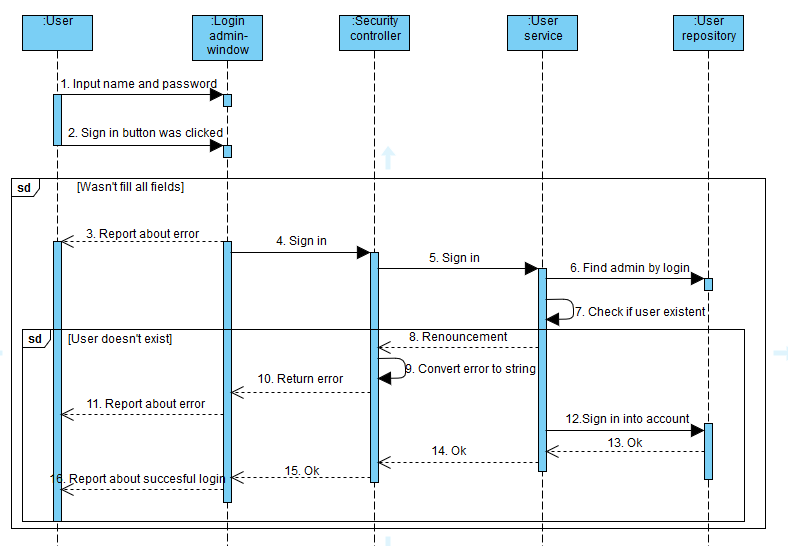 :User
:Login
admin-
window
:Security
controller
:User
service
:User
repository
1. Input name and password
2. Sign in button was clicked
sd
[Wasn't fill all fields]
3. Report about error
4. Sign in
5. Sign in
6. Find admin by login
7. Check if user existent
sd
[User doesn't exist]
8. Renouncement
9. Convert error to string
10. Return error
11. Report about error
12.Sign in into account
13. Ok
14. Ok
15. Ok
16. Report about succesful login